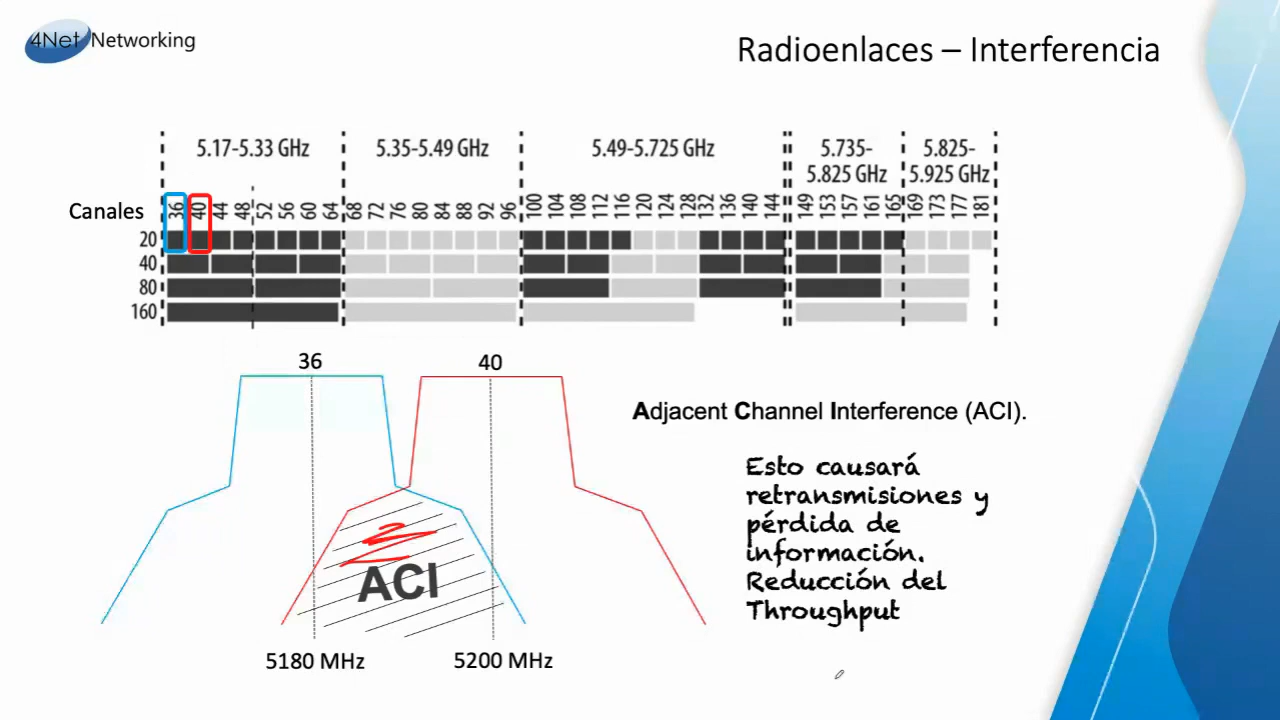 4Net Networking
Radioenlaces – Interferencia
5.17-5.33 GHz 5.35-5.49 GHz 5.49-5.725 GHz 5.735- 5.825-
5.825 GHz 5.925 GHz
Canales 36 40 44 48 52 56 60 64 68 72 76 80 84 88 92 96 100 104 108 112 116 120 124 128 132 136 140 144 149 153 157 161 165 169 173 177 181
20
40
80
160
36 40
Adjacent Channel Interference (ACI).
Esto causará
retransmisiones y
pérdida de
información.
Reducción del
Throughput
ACI
5180 MHz 5200 MHz